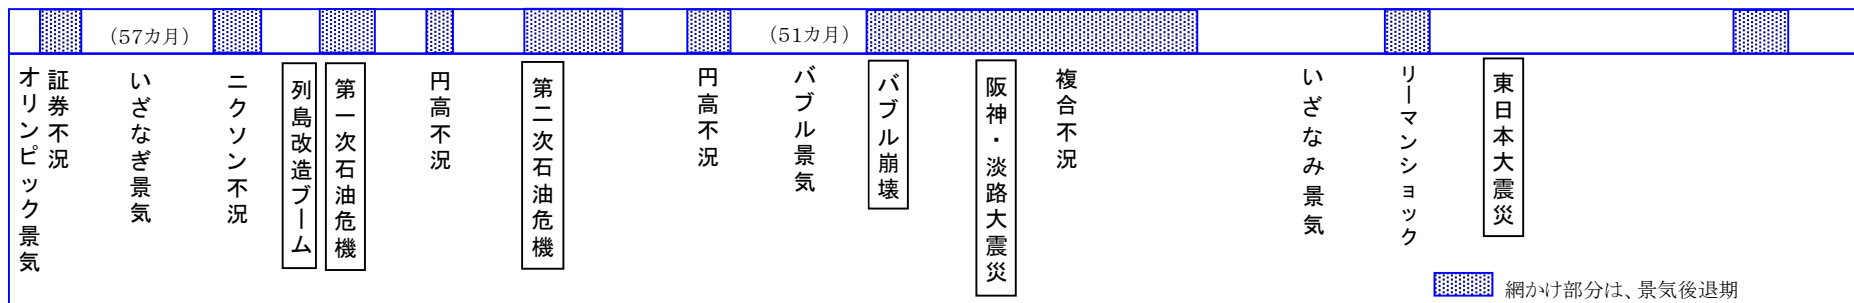 （57カ月）
（51カ月）
オリンピック景気
証券不況
いざなぎ景気
ニクソン不況
列島改造ブーム
第一次石油危機
円高不況
第二次石油危機
円高不況
バブル景気
バブル崩壊
阪神・淡路大震災
複合不況
いざなみ景気
リーマンショック
東日本大震災
網かけ部分は、景気後退期